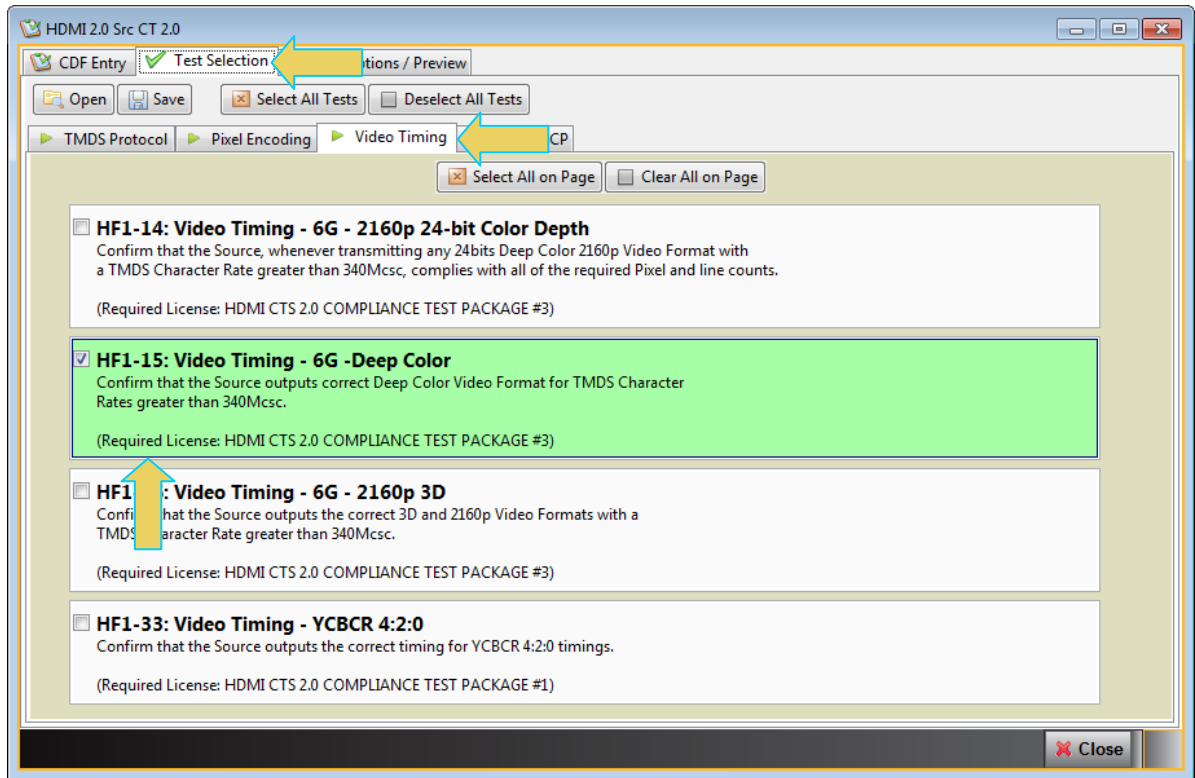 HDMI 2.0 Src CT 2.0
CDF Entry Test Selection tions / Preview
Open Save Select All Tests Deselect All Tests
TMDS Protocol Pixel Encoding Video Timing CP
Select All on Page Clear All on Page
HF1-14: Video Timing - 6G - 2160p 24-bit Color Depth
Confirm that the Source, whenever transmitting any 24bits Deep Color 2160p Video Format with
a TMDS Character Rate greater than 340Mcsc, complies with all of the required Pixel and line counts.
(Required License: HDMI CTS 2.0 COMPLIANCE TEST PACKAGE #3)
HF1-15: Video Timing - 6G -Deep Color
Confirm that the Source outputs correct Deep Color Video Format for TMDS Character
Rates greater than 340Mcsc.
(Required License: HDMI CTS 2.0 COMPLIANCE TEST PACKAGE #3)
HF1- : Video Timing - 6G - 2160p 3D
Confi hat the Source outputs the correct 3D and 2160p Video Formats with a
TMDS aracter Rate greater than 340Mcsc.
(Required License: HDMI CTS 2.0 COMPLIANCE TEST PACKAGE #3)
HF1-33: Video Timing - YCBCR 4:2:0
Confirm that the Source outputs the correct timing for YCBCR 4:2:0 timings.
(Required License: HDMI CTS 2.0 COMPLIANCE TEST PACKAGE #1)
Close